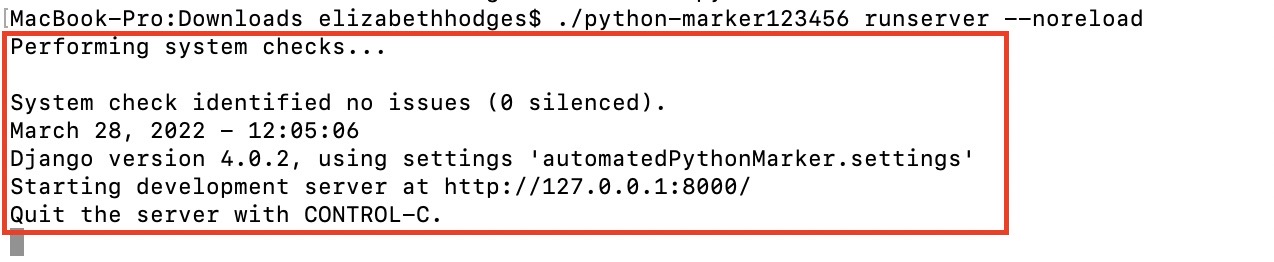 MacBook-Pro:Downloads elizabethhodges$ ./python-marker123456 runserver --noreload
Performing system checks...
System check identified no issues (0 silenced).
March 28, 2022 - 12:05:06
Django version 4.0.2, using settings 'automatedPythonMarker.settings'
Starting development server at http://127.0.0.1:8000/
Quit the server with CONTROL-C.